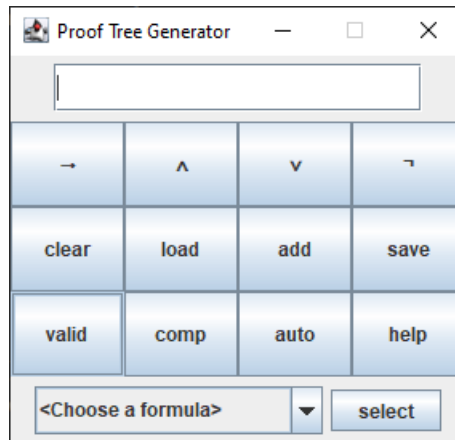 Proof Tree Generator
→ ∧ ∨ ¬
clear load add save
valid comp auto help
<Choose a formula> select